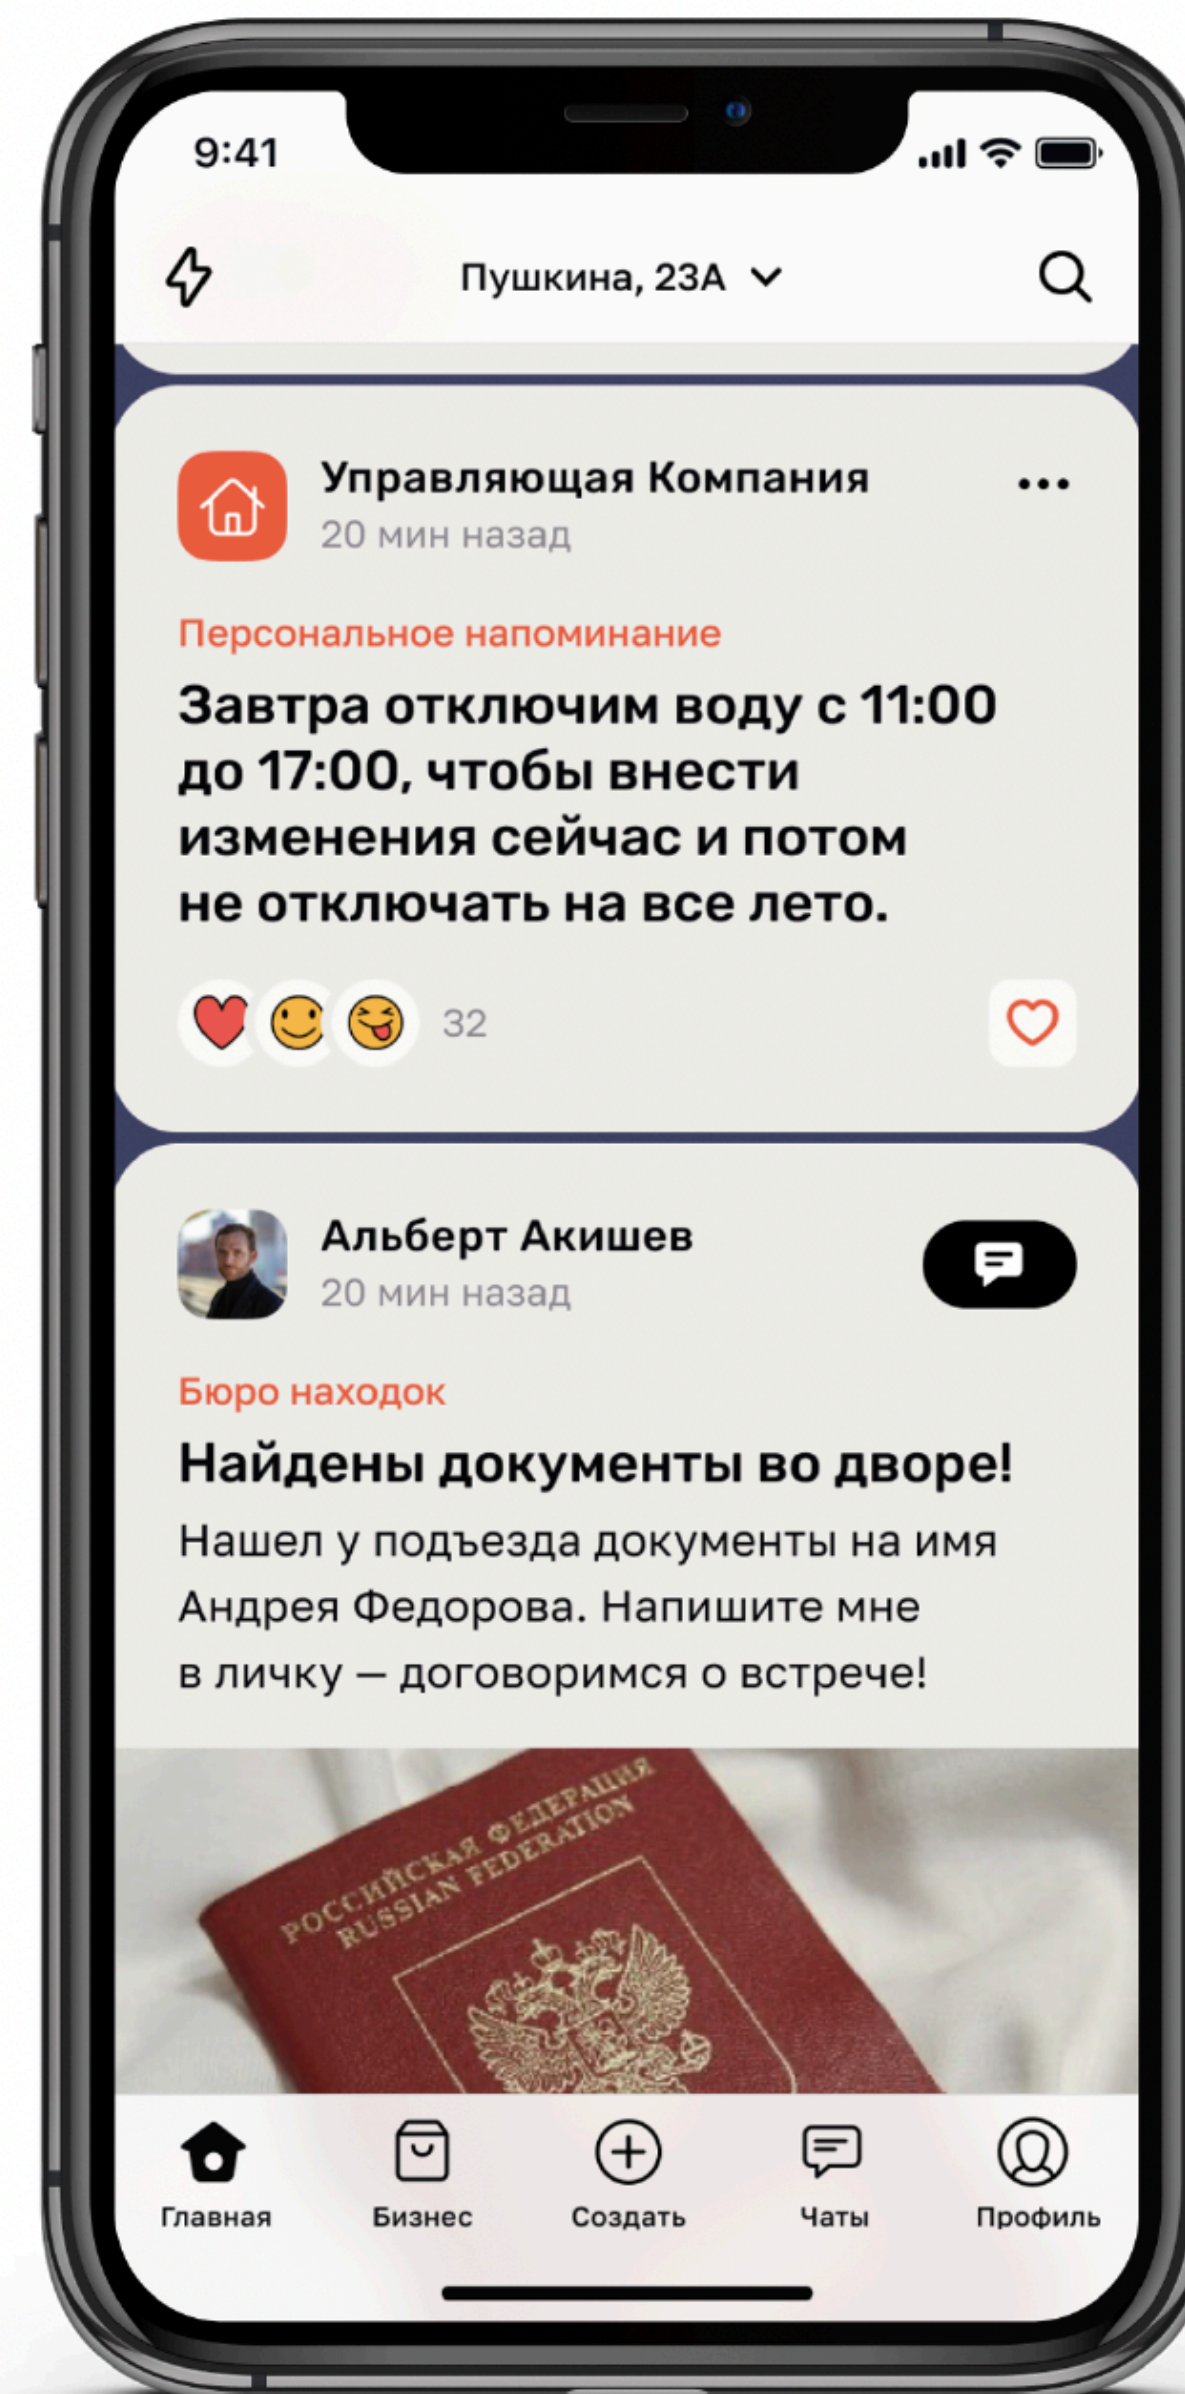 9:41
Пушкина, 23А
Управляющая Компания
20 мин назад
Персональное напоминание
Завтра отключим воду с 11:00
до 17:00, чтобы внести
изменения сейчас и потом
не отключать на все лето.
32
Альберт Акишев
20 мин назад
Бюро находок
Найдены документы во дворе!
Нашел у подъезда документы на имя
Андрея Федорова. Напишите мне
в личку — договоримся о встрече!
РОССИЙСКАЯ ФЕДЕРАЦИЯ
RUSSIAN FEDERATION
Главная
Бизнес
Создать
Чаты
Профиль